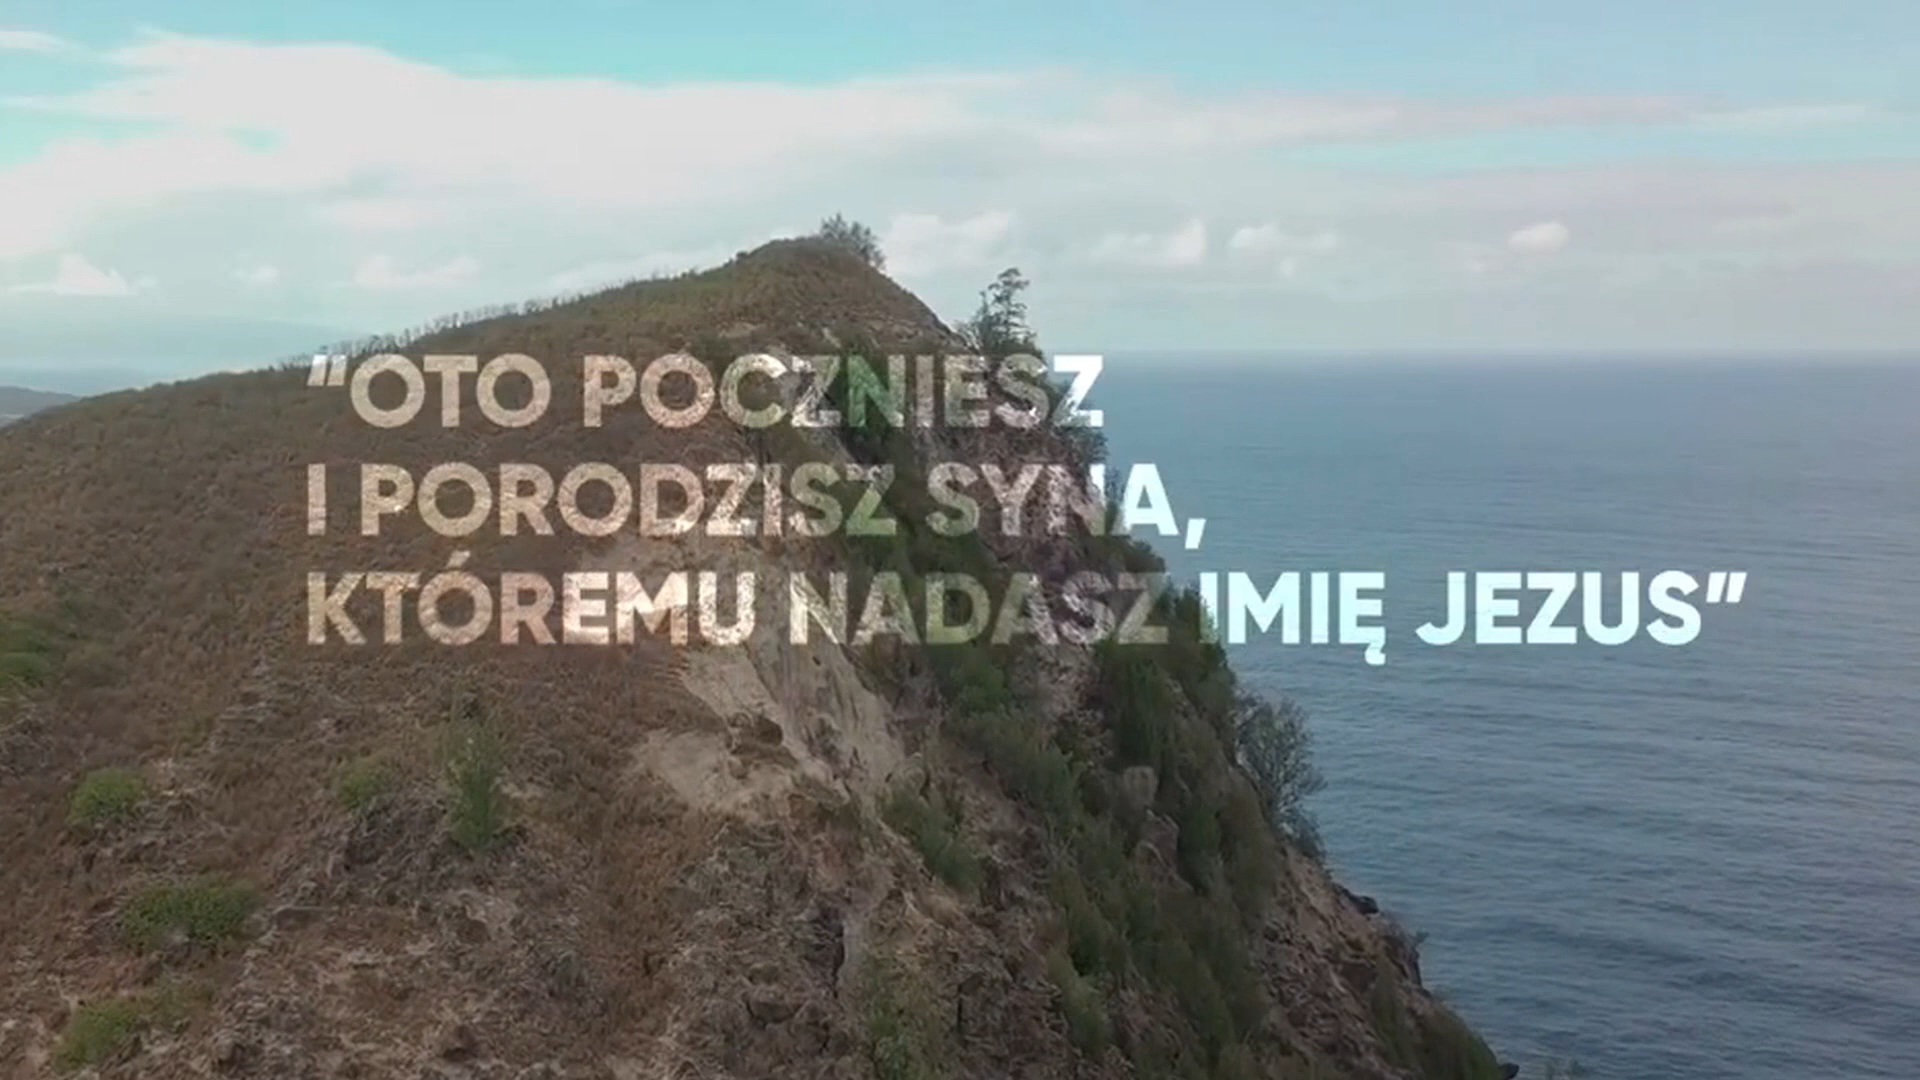 "OTO POCZNIESZ
I PORODZISZ SYNA,
KTÓREMU NADASZ IMIĘ JEZUS"